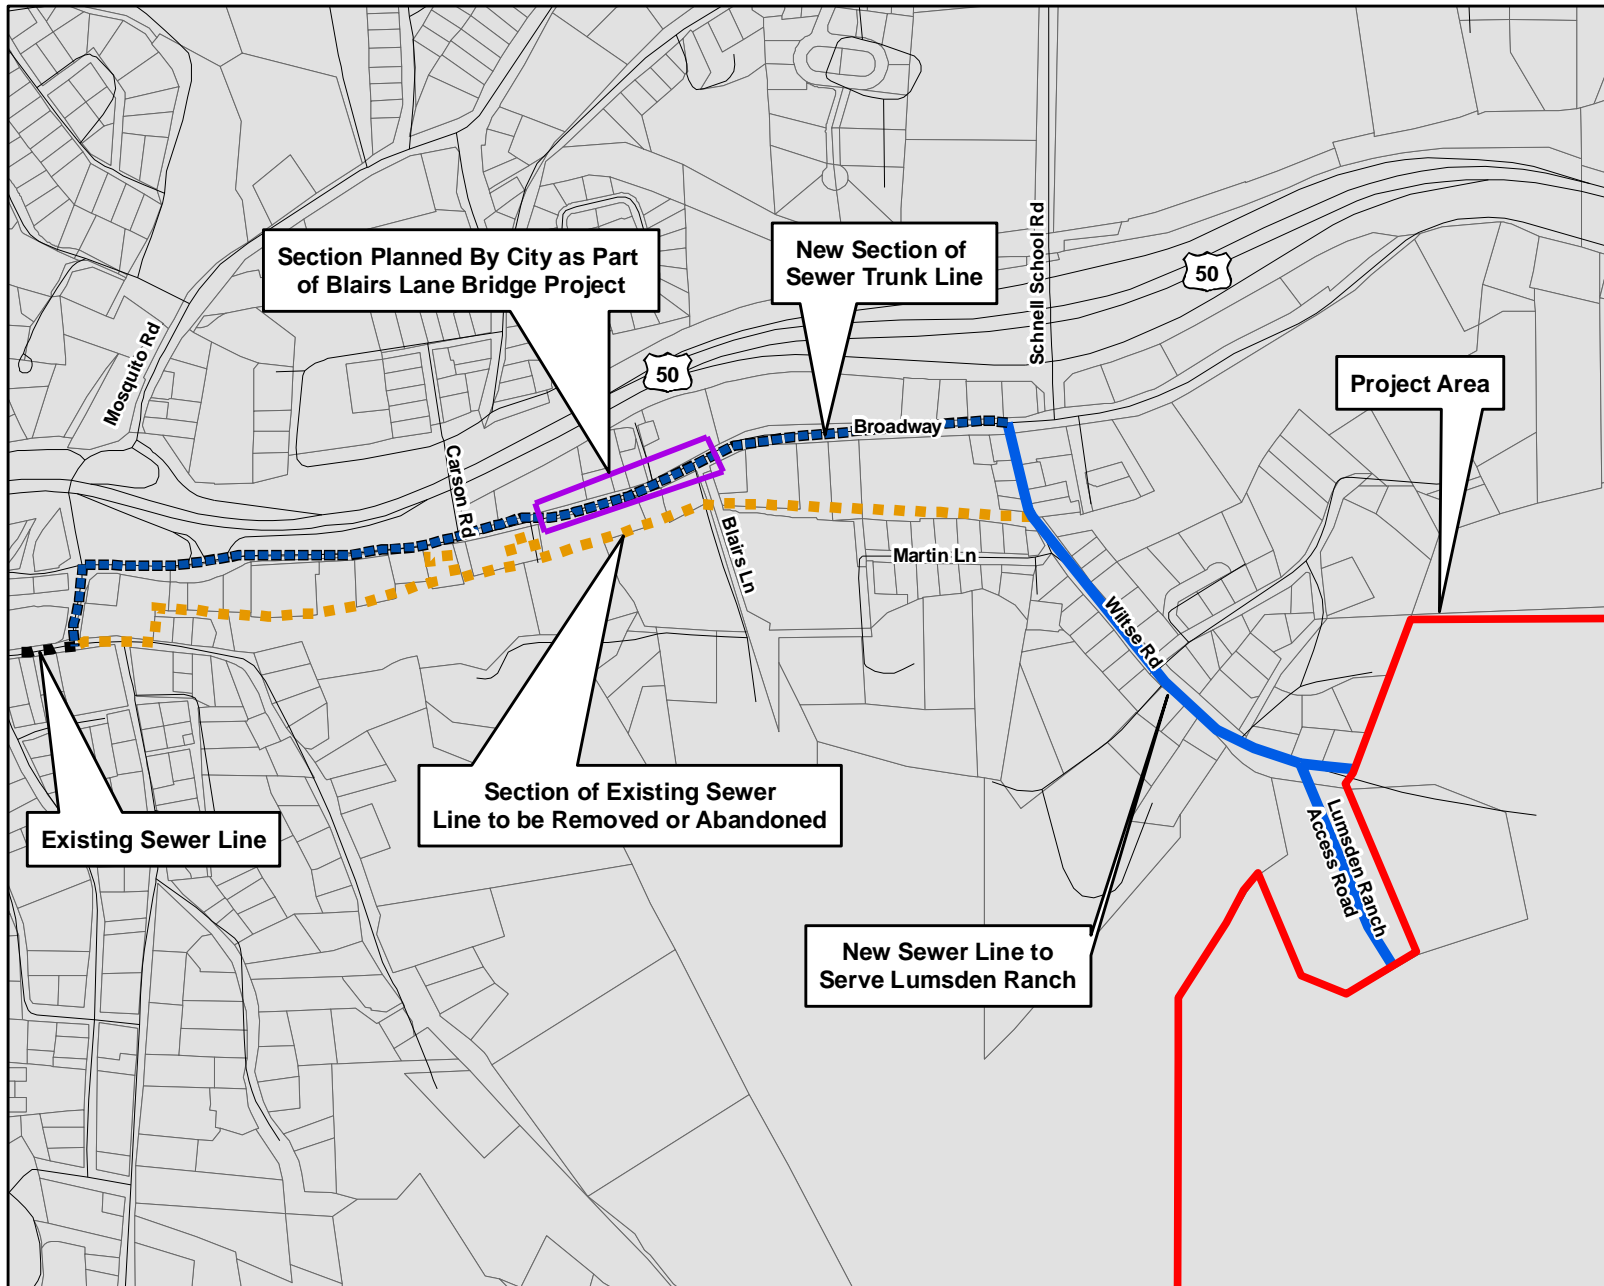 Section Planned By City as Part
of Blairs Lane Bridge Project
New Section of
Sewer Trunk Line
Schnell School Rd
50
50
Mosquito Rd
Project Area
Broadway
Carson Rd
Blairs Ln
Martin Ln
Wiltse Rd
Section of Existing Sewer
Line to be Removed or Abandoned
Existing Sewer Line
Lumsden Ranch
Access Road
New Sewer Line to
Serve Lumsden Ranch